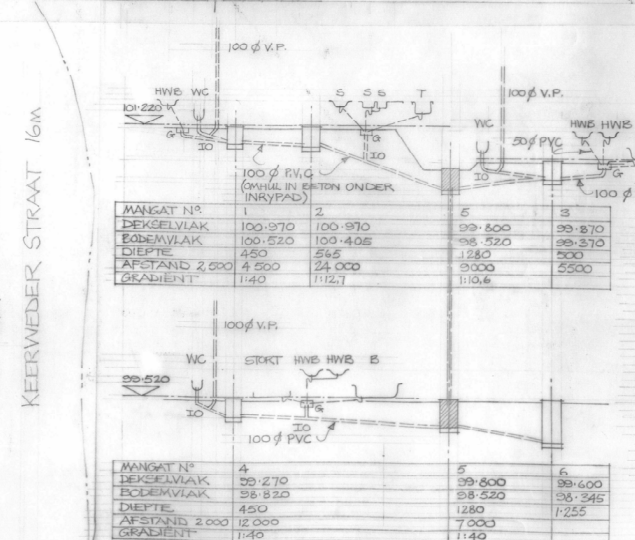 KEERWEDER STRAAT 16M
100 Ø V.P.
HWB WC S S B T
101·220
100 Ø V.P.
WC 50 Ø PVC HWB HWB
G IO G IO IO G
100 Ø P.V.C
(OMHUL IN BETON ONDER
INRYPAD)
100 Ø
MANGAT Nº. 1 2 5 3
DEKSELVLAK 100·970 100·970 99·800 99·870
BODEMVLAK 100·520 100·405 98·520 99·370
DIEPTE 450 565 1280 500
AFSTAND 2,500 4 500 24 000 9000 5500
GRADIENT 1:40 1:12,7 1:10,6
100 Ø V.P.
WC STORT HWB HWB B
99·520
IO G
IO
100 Ø PVC
MANGAT Nº 4 5 6
DEKSELVLAK 99·270 99·800 99·600
BODEMVLAK 98·820 98·520 98·345
DIEPTE 450 1280 1·255
AFSTAND 2 000 12 000 7 000
GRADIENT 1:40 1:40